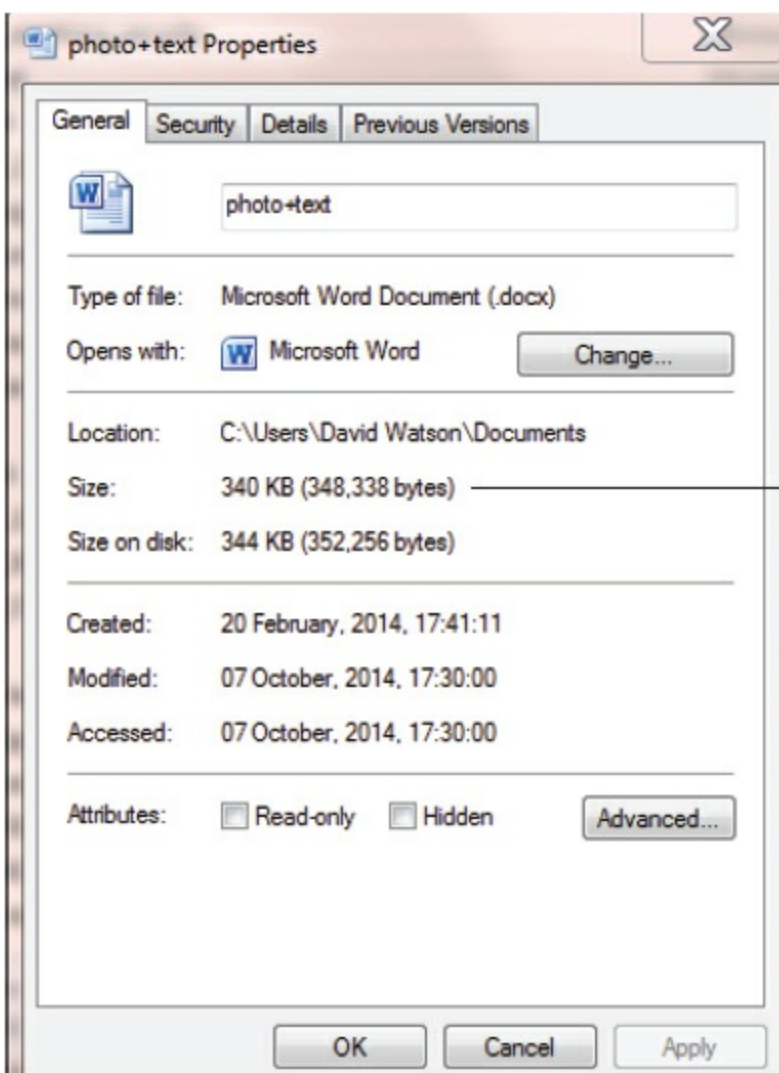 photo+text Properties
General Security Details Previous Versions
photo+text
Type of file: Microsoft Word Document (.docx)
Opens with: Microsoft Word Change...
Location: C:\Users\David Watson\Documents
Size: 340 KB (348,338 bytes)
Size on disk: 344 KB (352,256 bytes)
Created: 20 February, 2014, 17:41:11
Modified: 07 October, 2014, 17:30:00
Accessed: 07 October, 2014, 17:30:00
Attributes: Read-only Hidden Advanced...
OK Cancel Apply